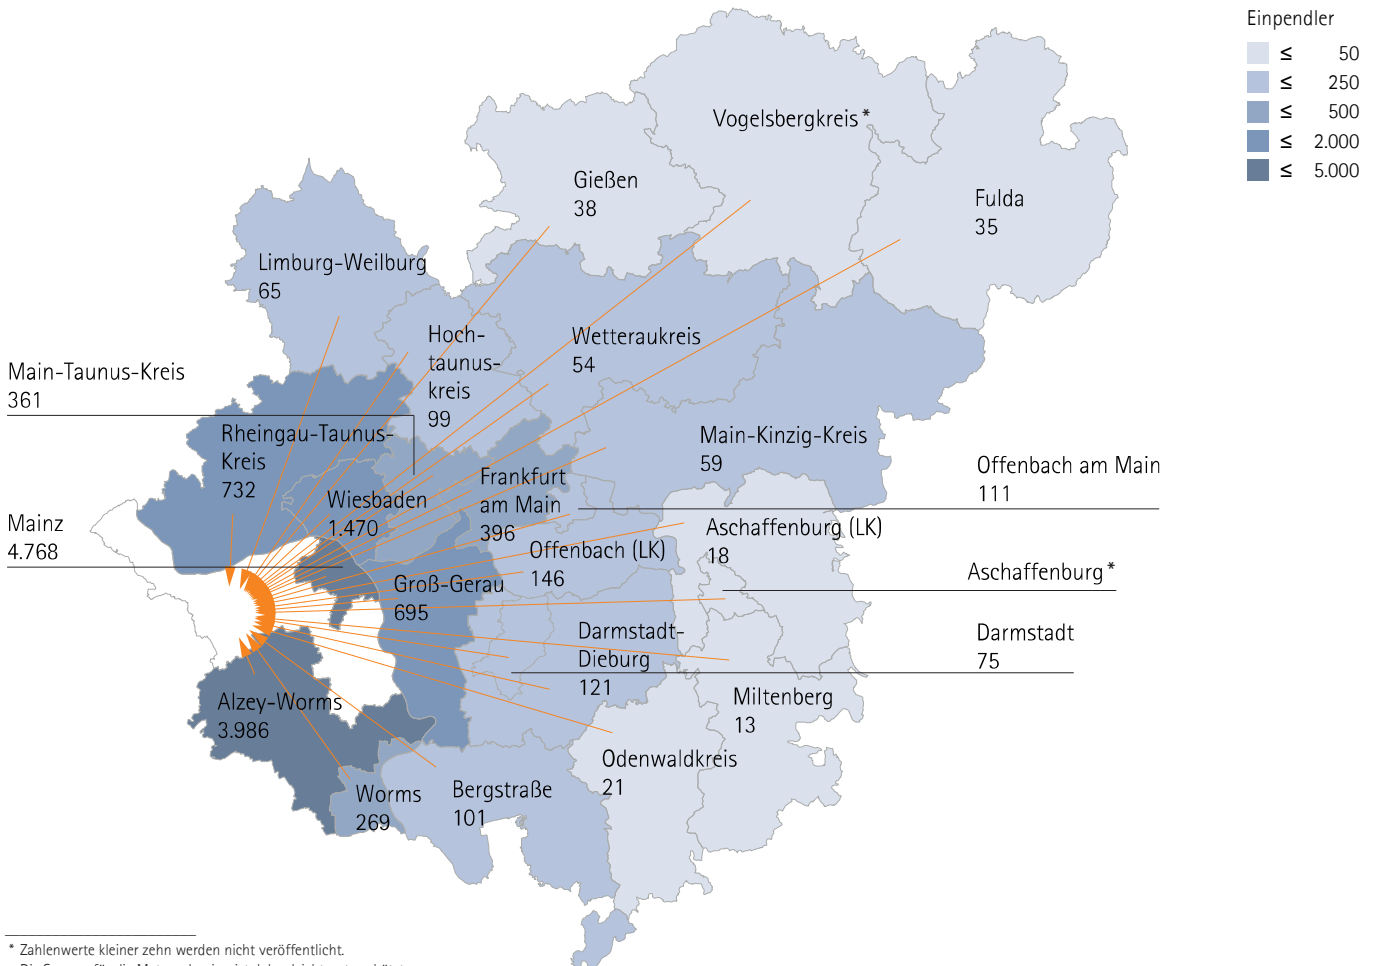 Einpendler
≤ 50
≤ 250
≤ 500
≤ 2.000
≤ 5.000
Vogelsbergkreis*
Gießen
38
Fulda
35
Limburg-Weilburg
65
Hoch-
taunus-
kreis
99
Wetteraukreis
54
Main-Taunus-Kreis
361
Rheingau-Taunus-
Kreis
732
Main-Kinzig-Kreis
59
Offenbach am Main
111
Frankfurt
am Main
396
Wiesbaden
1.470
Mainz
4.768
Aschaffenburg (LK)
18
Offenbach (LK)
146
Aschaffenburg*
Groß-Gerau
695
Darmstadt-
Dieburg
121
Darmstadt
75
Alzey-Worms
3.986
Miltenberg
13
Odenwaldkreis
21
Worms
269
Bergstraße
101
* Zahlenwerte kleiner zehn werden nicht veröffentlicht.